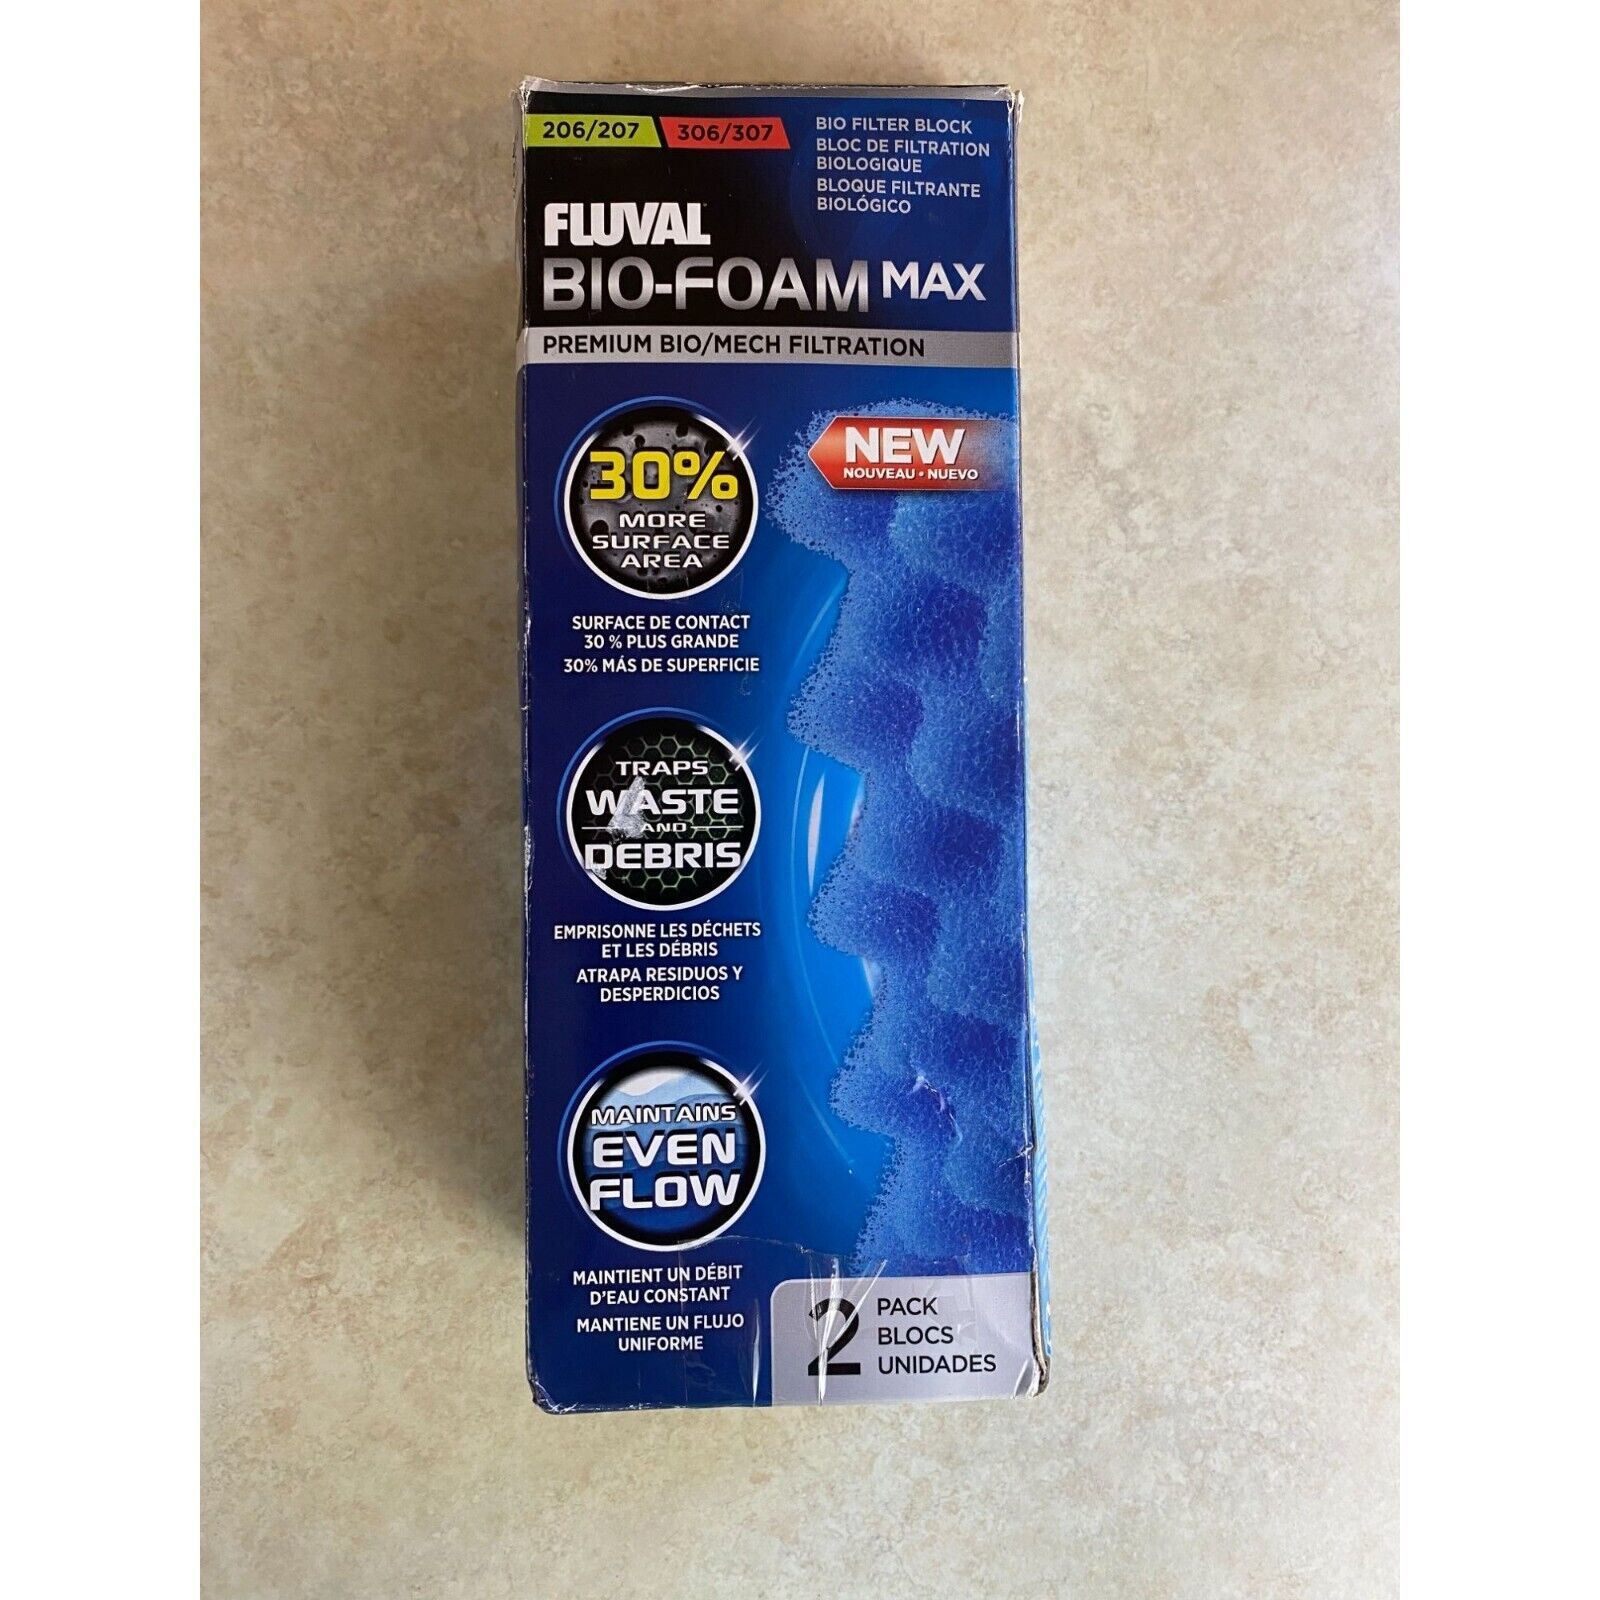 206/207 306/307
BIO FILTER BLOCK
BLOC DE FILTRATION
BIOLOGIQUE
BLOQUE FILTRANTE
BIOLÓGICO
FLUVAL
BIO-FOAM MAX
PREMIUM BIO/MECH FILTRATION
NEW
NOUVEAU • NUEVO
30%
MORE
SURFACE
AREA
SURFACE DE CONTACT
30 % PLUS GRANDE
30% MÁS DE SUPERFICIE
TRAPS
WASTE
AND
DEBRIS
EMPRISONNE LES DÉCHETS
ET LES DÉBRIS
ATRAPA RESIDUOS Y
DESPERDICIOS
MAINTAINS
EVEN
FLOW
MAINTIENT UN DÉBIT
D'EAU CONSTANT
MANTIENE UN FLUJO
UNIFORME
2 PACK
BLOCS
UNIDADES